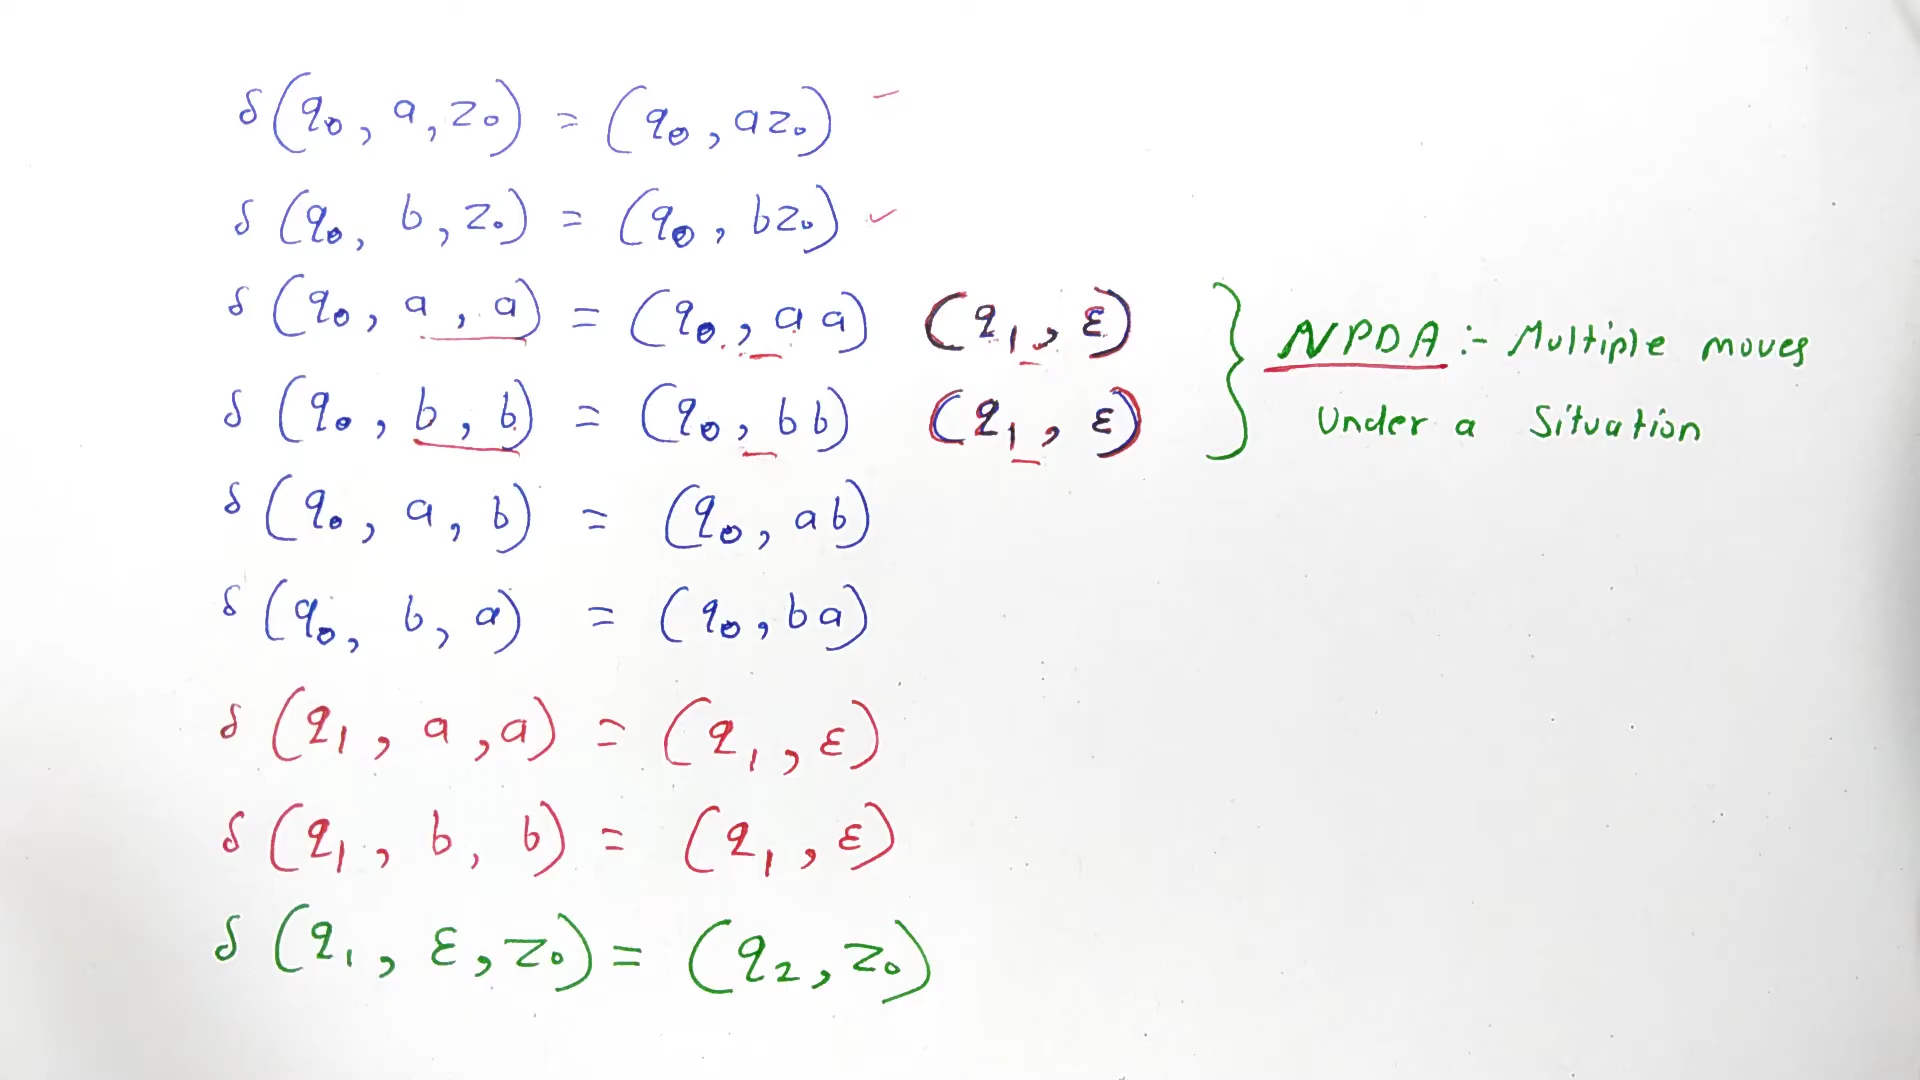 δ(q0, a, z0) = (q0, az0)
δ(q0, b, z0) = (q0, bz0)
δ(q0, a, a) = (q0, aa) (q1, ε)
δ(q0, b, b) = (q0, bb) (q1, ε)
NPDA :- Multiple moves
Under a Situation
δ(q0, a, b) = (q0, ab)
δ(q0, b, a) = (q0, ba)
δ(q1, a, a) = (q1, ε)
δ(q1, b, b) = (q1, ε)
δ(q1, ε, z0) = (q2, z0)